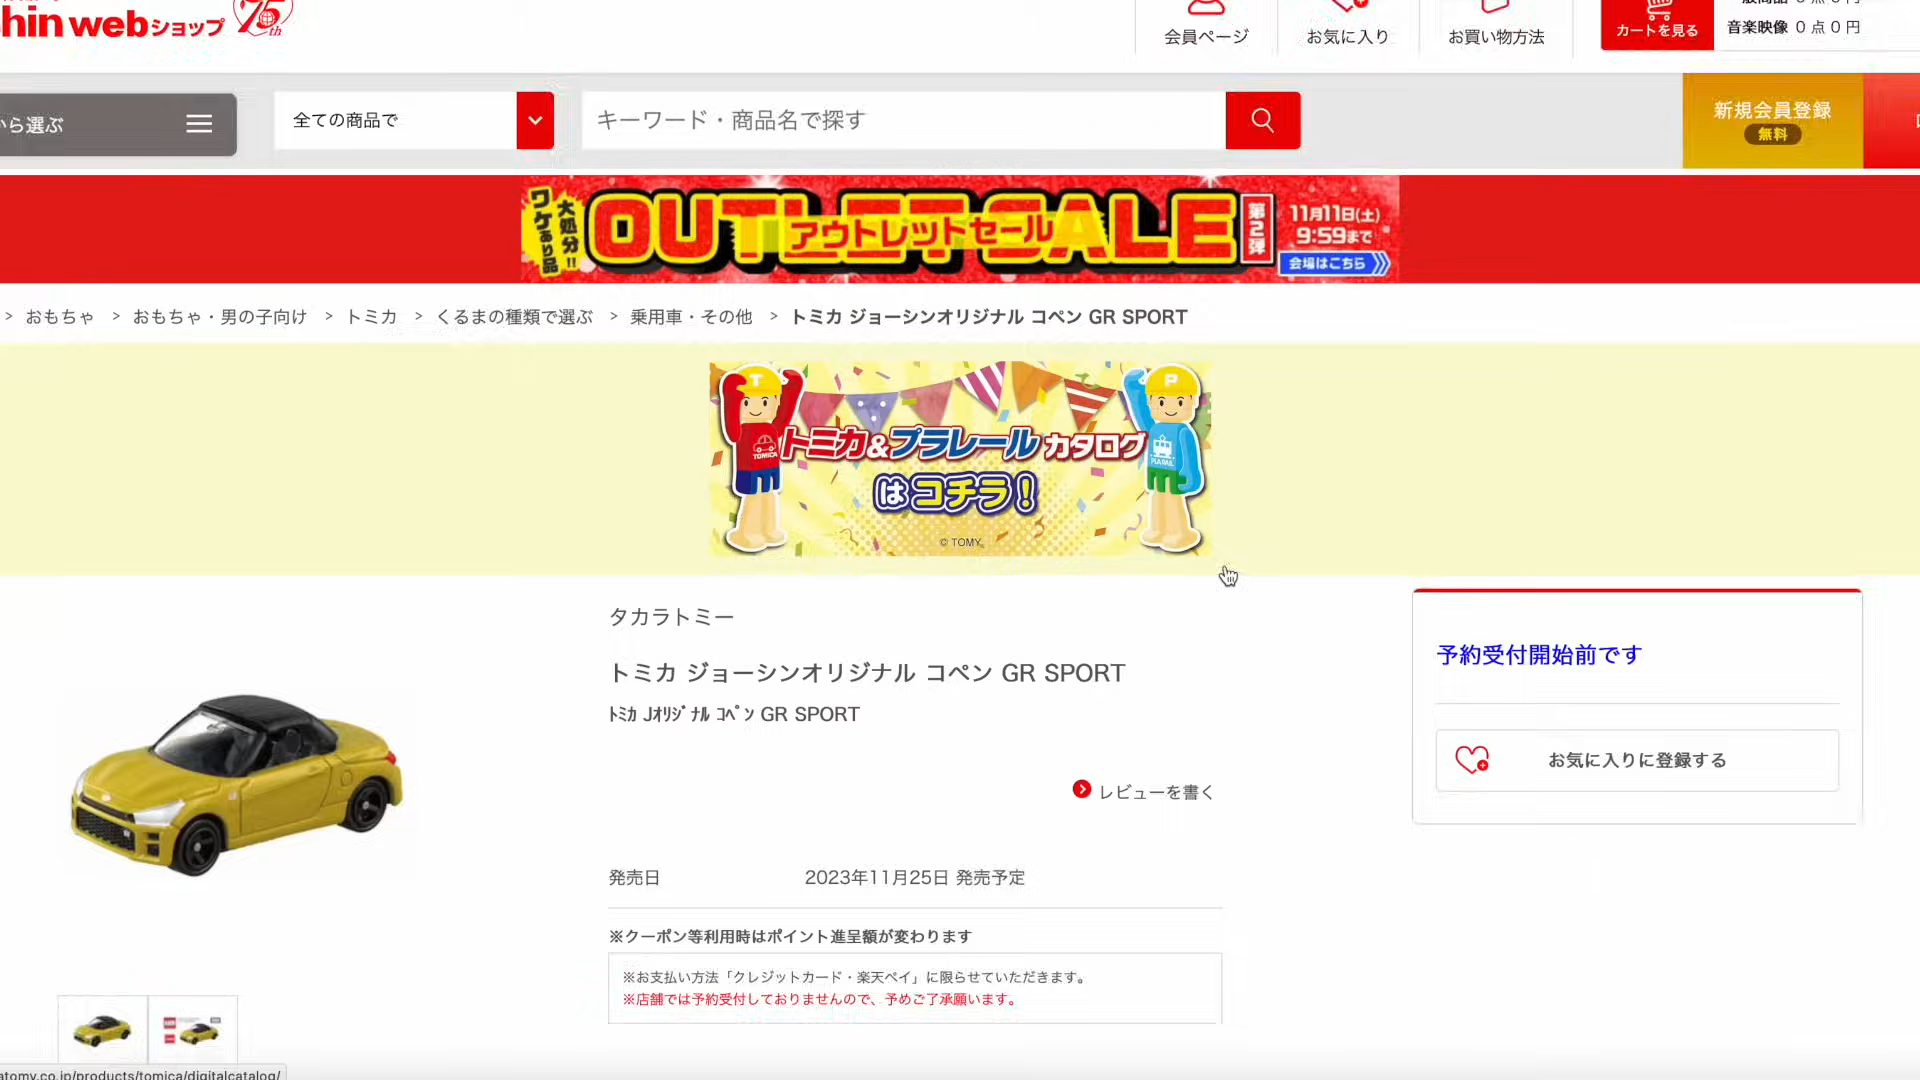 hin webショップ 75th
会員ページ
お気に入り
お買い物方法
カートを見る
音楽映像 0 点 0 円
から選ぶ
全ての商品で
キーワード・商品名で探す
新規会員登録
無料
ワケあり品
大処分!!
OUTLET SALE
アウトレットセール
第2弾
11月11日(土)
9:59まで
会場はこちら
> おもちゃ > おもちゃ・男の子向け > トミカ > くるまの種類で選ぶ > 乗用車・その他 > トミカ ジョーシンオリジナル コペン GR SPORT
T
P
TOMICA
PLARAIL
トミカ&プラレールカタログ
はコチラ!
© TOMY
タカラトミー
トミカ ジョーシンオリジナル コペン GR SPORT
ﾄﾐｶ Jｵﾘｼﾞﾅﾙ ｺﾍﾟﾝ GR SPORT
レビューを書く
発売日 2023年11月25日 発売予定
※クーポン等利用時はポイント進呈額が変わります
※お支払い方法「クレジットカード・楽天ペイ」に限らせていただきます。
※店舗では予約受付しておりませんので、予めご了承願います。
予約受付開始前です
お気に入りに登録する
atomy.co.jp/products/tomica/digitalcatalog/